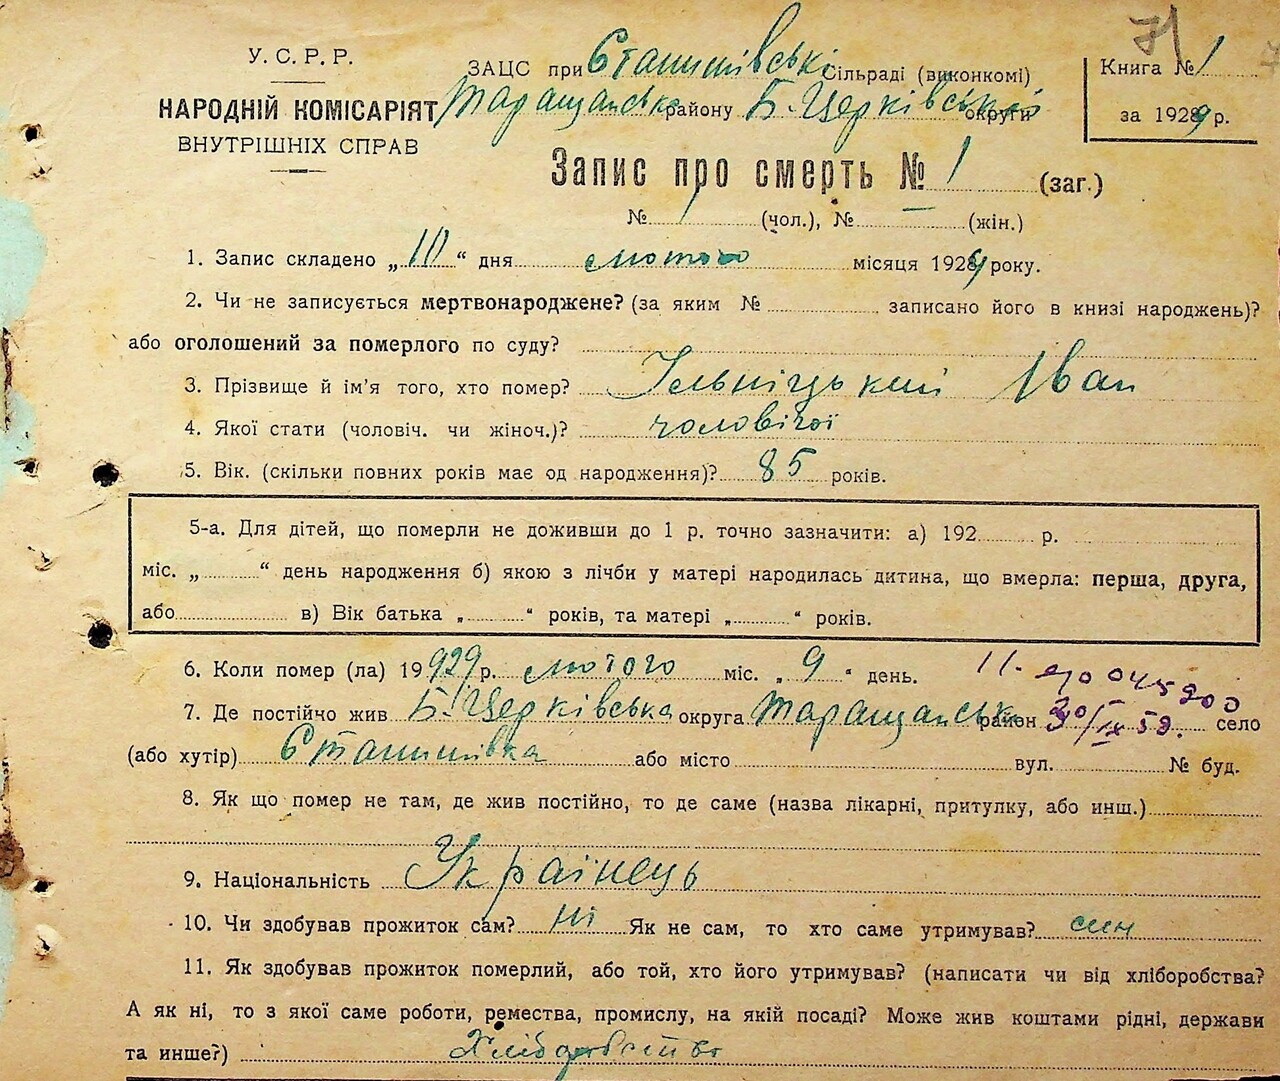 71
У. С. Р. Р.
НАРОДНІЙ КОМІСАРІЯТ
ВНУТРІШНІХ СПРАВ
ЗАЦС при Станишівські сільраді (виконкомі)
Таращанськ району Б-Церківської округи
Книга № 1
за 1929 р.
Запис про смерть № 1 (заг.)
№ 1 (чол.), № — (жін.)
1. Запис складено „10“ дня лютого місяця 1929 року.
2. Чи не записується мертвонароджене? (за яким № записано його в книзі народжень)?
або оголошений за померлого по суду?
3. Прізвище й ім'я того, хто помер? Ільніцький Іван
4. Якої стати (чоловіч. чи жіноч.)? чоловічої
5. Вік. (скільки повних років має од народження)? 85 років.
5-а. Для дітей, що померли не доживши до 1 р. точно зазначити: а) 192 р.
міс. „ “ день народження б) якою з лічби у матері народилась дитина, що вмерла: перша, друга,
або в) Вік батька „ “ років, та матері „ “ років.
6. Коли помер (ла) 1929 р. лютого міс. „9“ день.
7. Де постійно жив Б-Церківська округа Таращанськ район село
(або хутір) Станишівка або місто вул. № буд.
8. Як що помер не там, де жив постійно, то де саме (назва лікарні, притулку, або инш.)
9. Національність Українець
10. Чи здобував прожиток сам? ні Як не сам, то хто саме утримував? син
11. Як здобував прожиток померлий, або той, хто його утримував? (написати чи від хліборобства?
А як ні, то з якої саме роботи, ремества, промислу, на якій посаді? Може жив коштами рідні, держави
та инше?) Хлібороbство